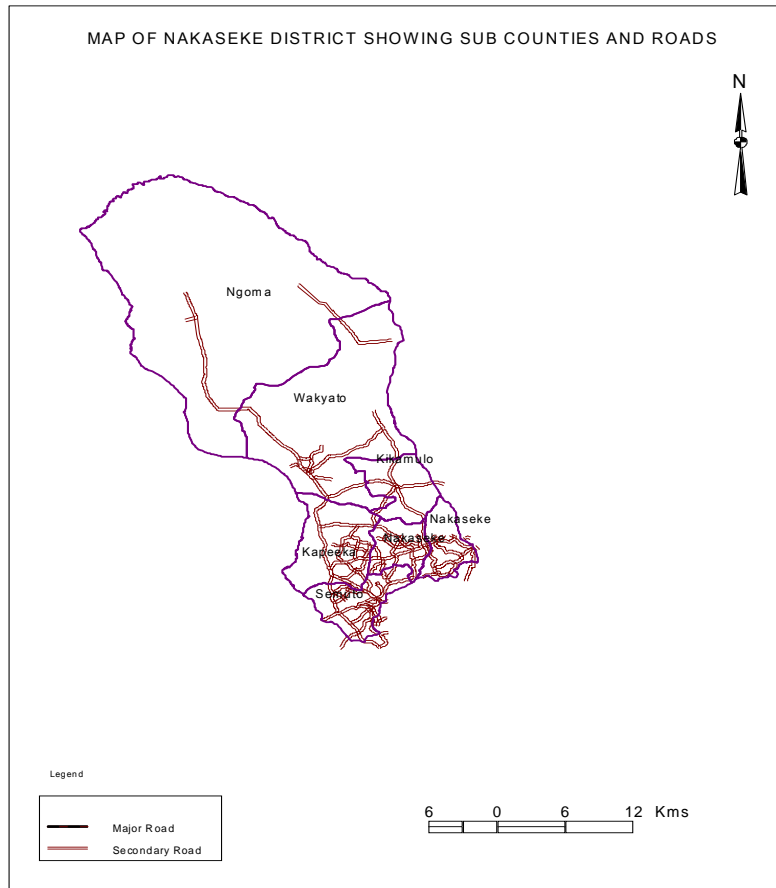 MAP OF NAKASEKE DISTRICT SHOWING SUB COUNTIES AND ROADS
N
Ngoma
Wakyato
Kikamulo
Nakaseke
Nakaseke
Kapeeka
Semuto
Legend
Major Road
Secondary Road
6 0 6 12 Kms